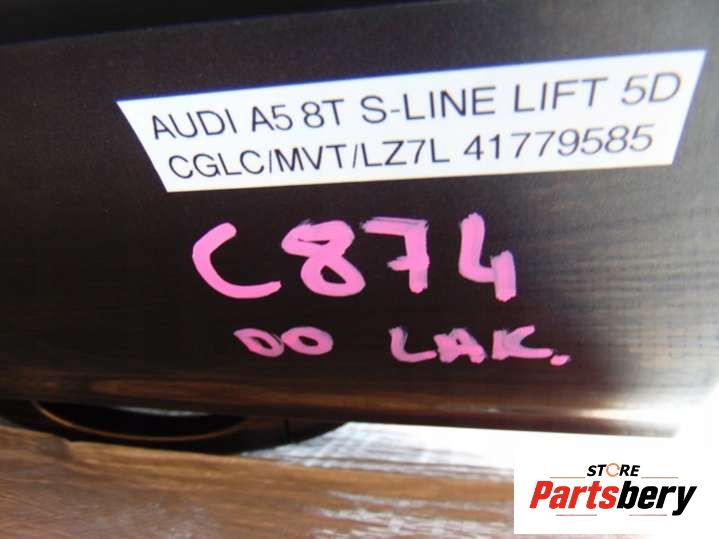 AUDI A5 8T S-LINE LIFT 5D
CGLC/MVT/LZ7L 41779585
C874
DO LAK.
STORE
Partsbery